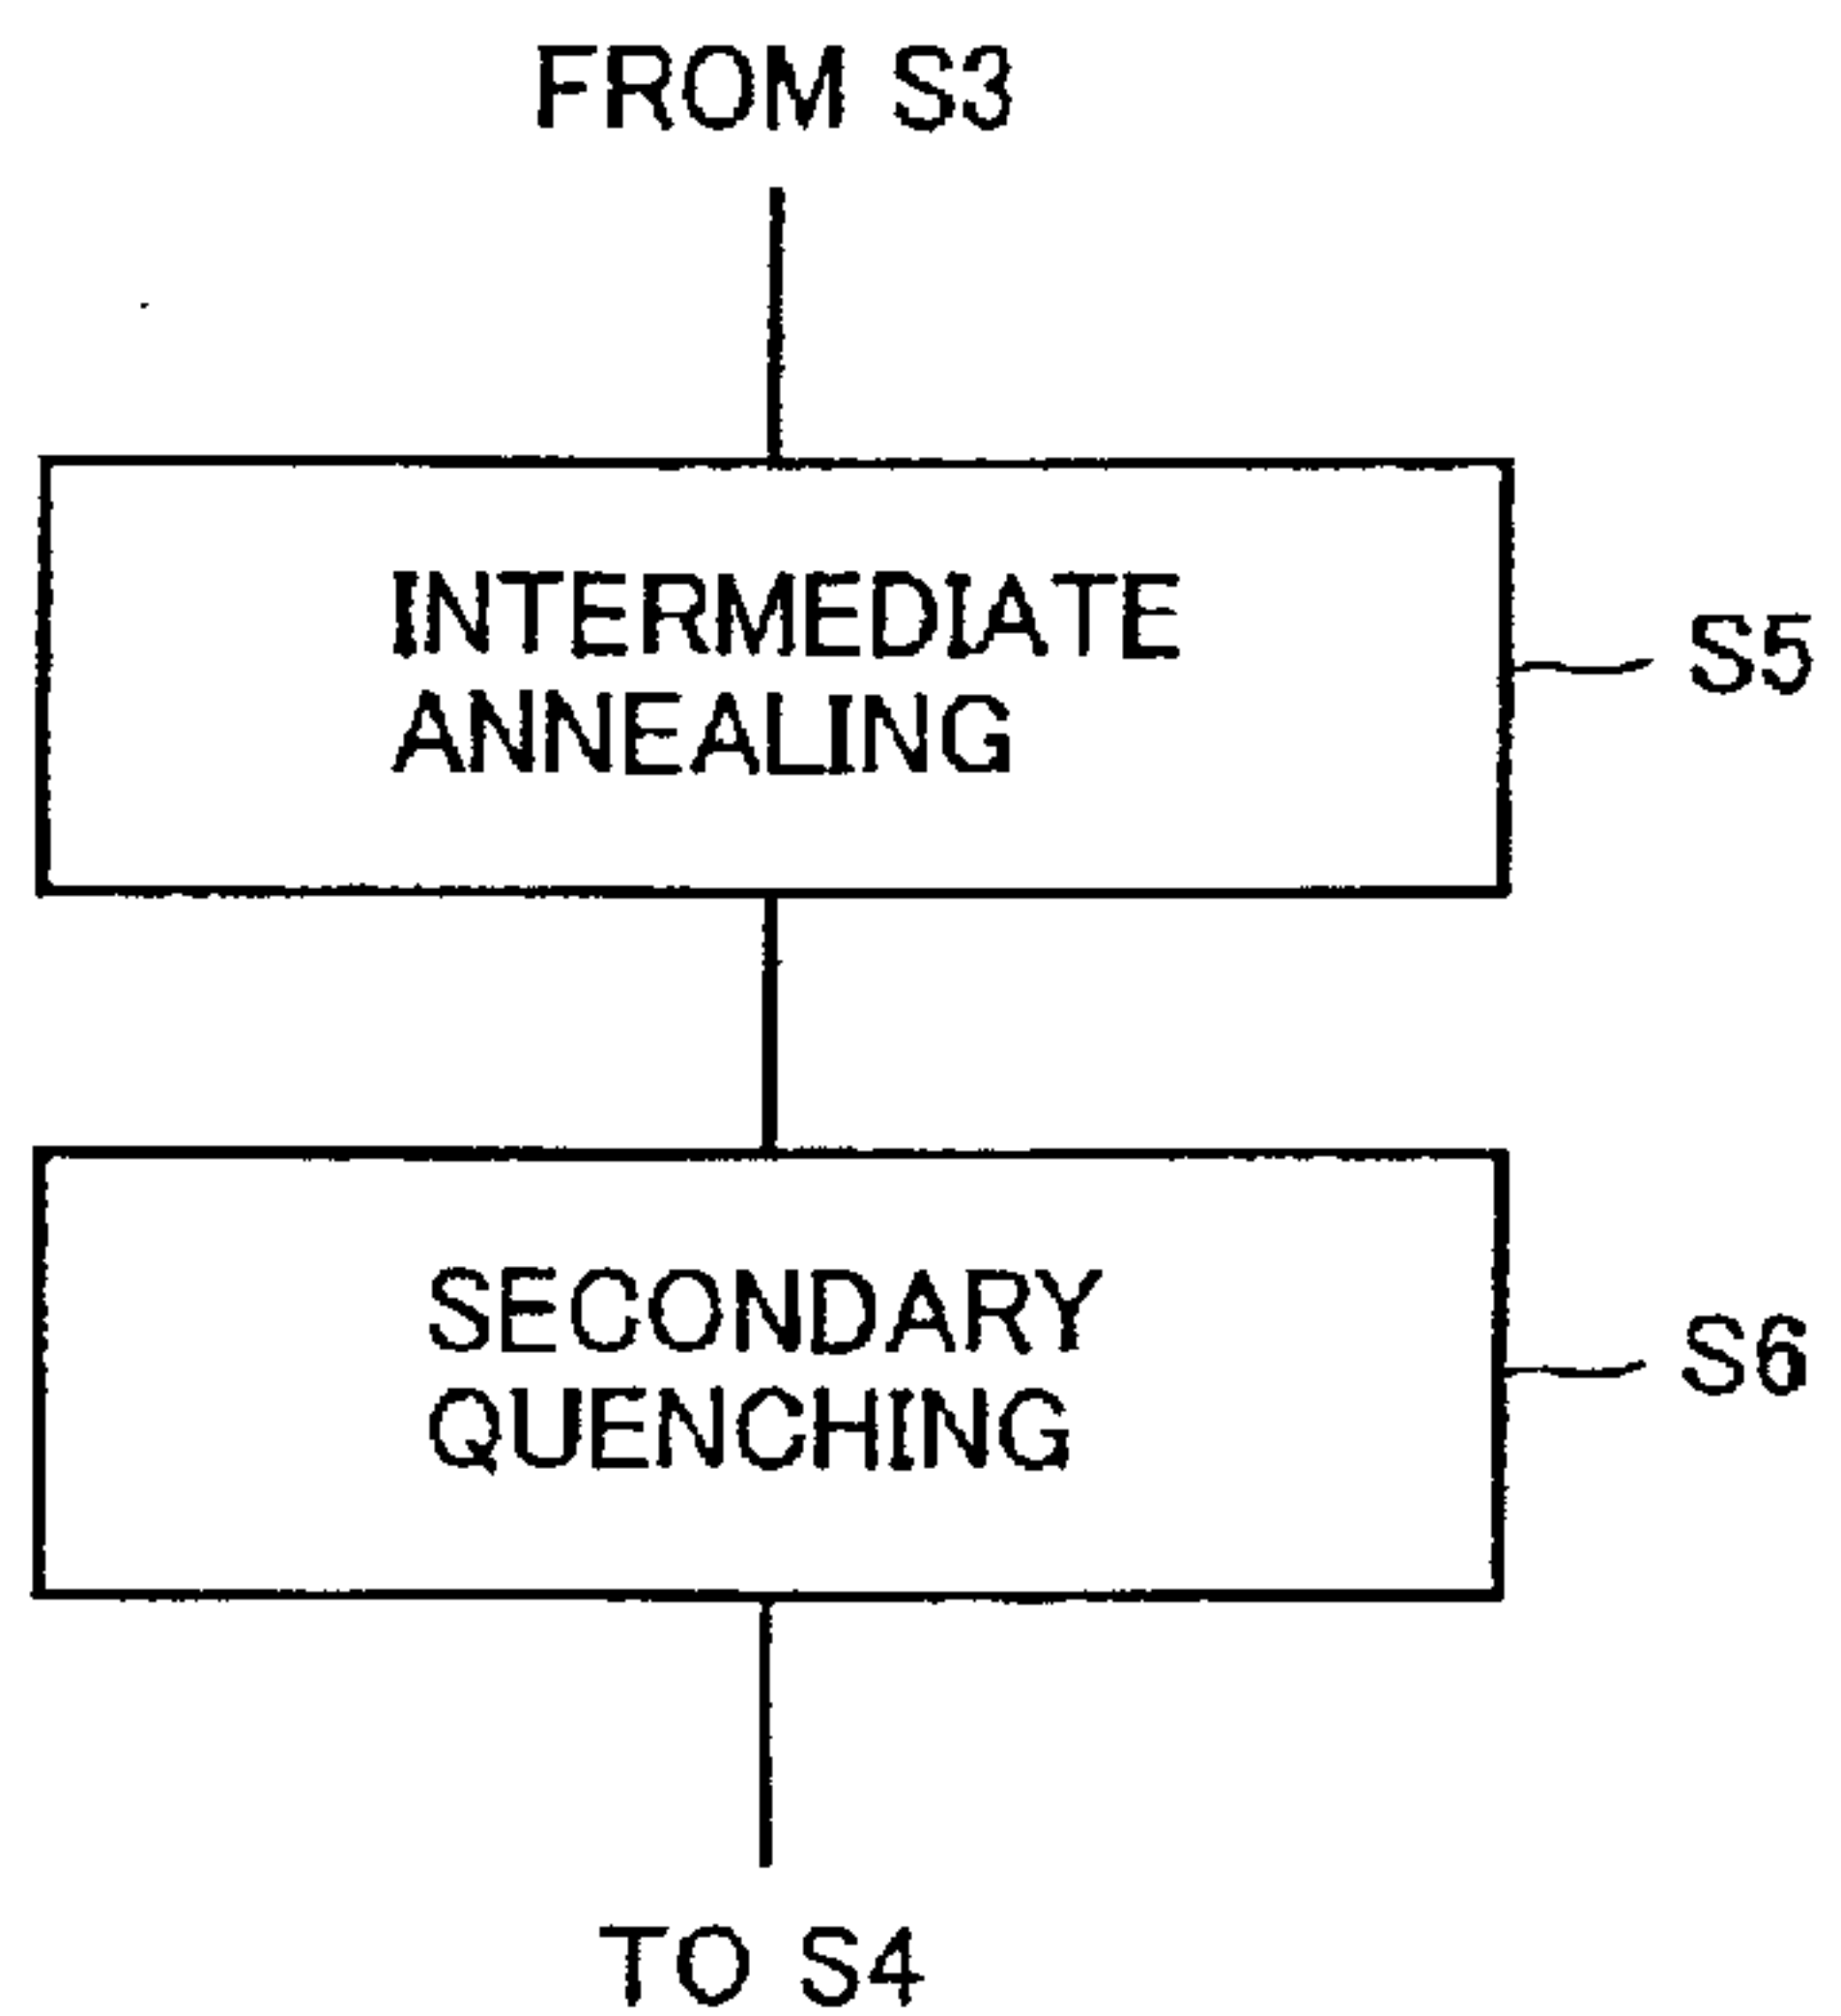 FROM S3
INTERMEDIATE
ANNEALING
S5
SECONDARY
QUENCHING
S6
TO S4